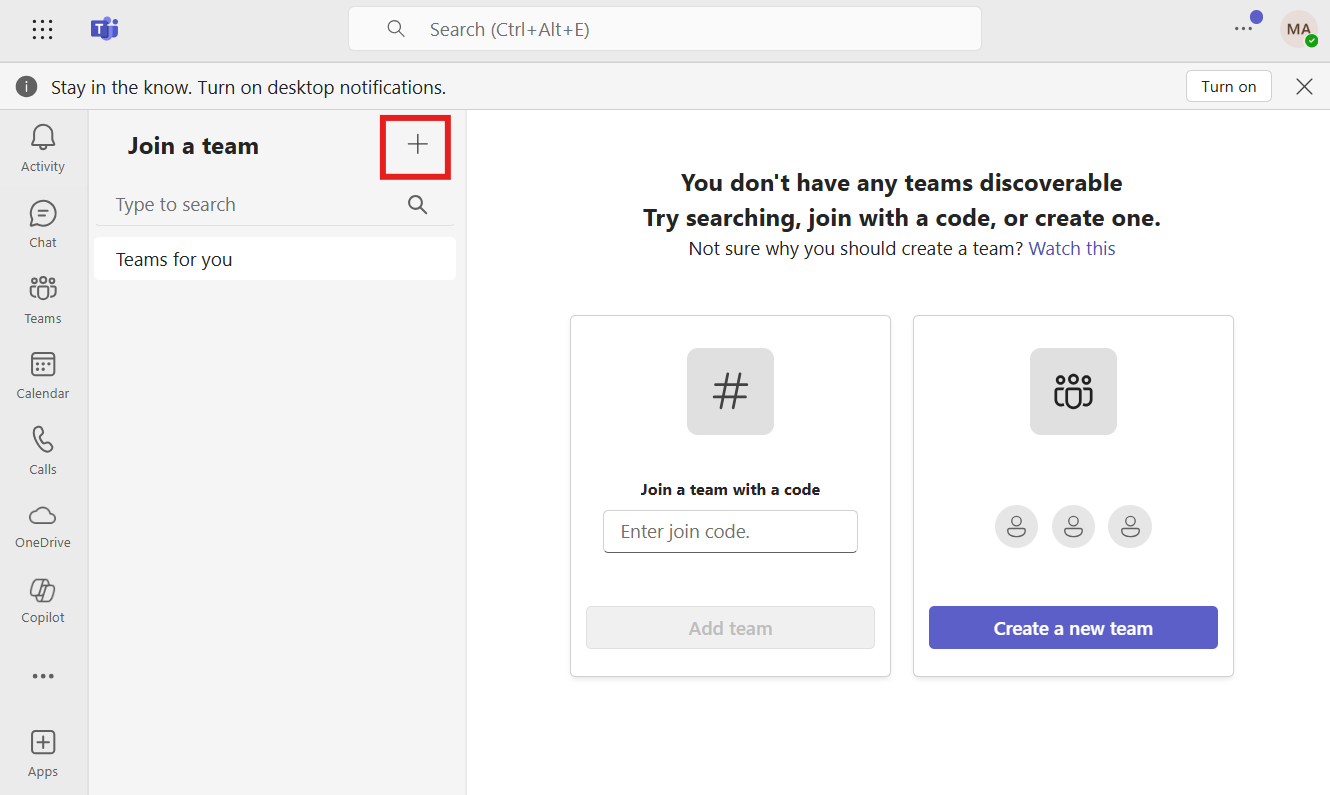 Search (Ctrl+Alt+E)
MA
Stay in the know. Turn on desktop notifications.
Turn on
Activity
Chat
Teams
Calendar
Calls
OneDrive
Copilot
Apps
Join a team
Type to search
Teams for you
You don't have any teams discoverable
Try searching, join with a code, or create one.
Not sure why you should create a team? Watch this
Join a team with a code
Enter join code.
Add team
Create a new team